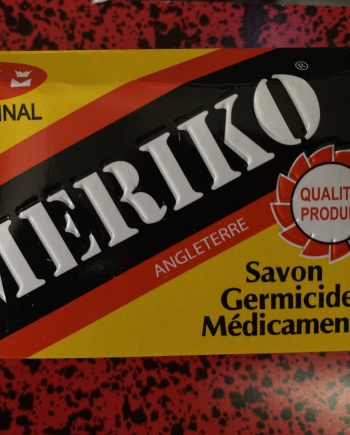 INAL
MERIKO®
ANGLETERRE
QUALIT
PRODU
Savon
Germicide
Médicamen